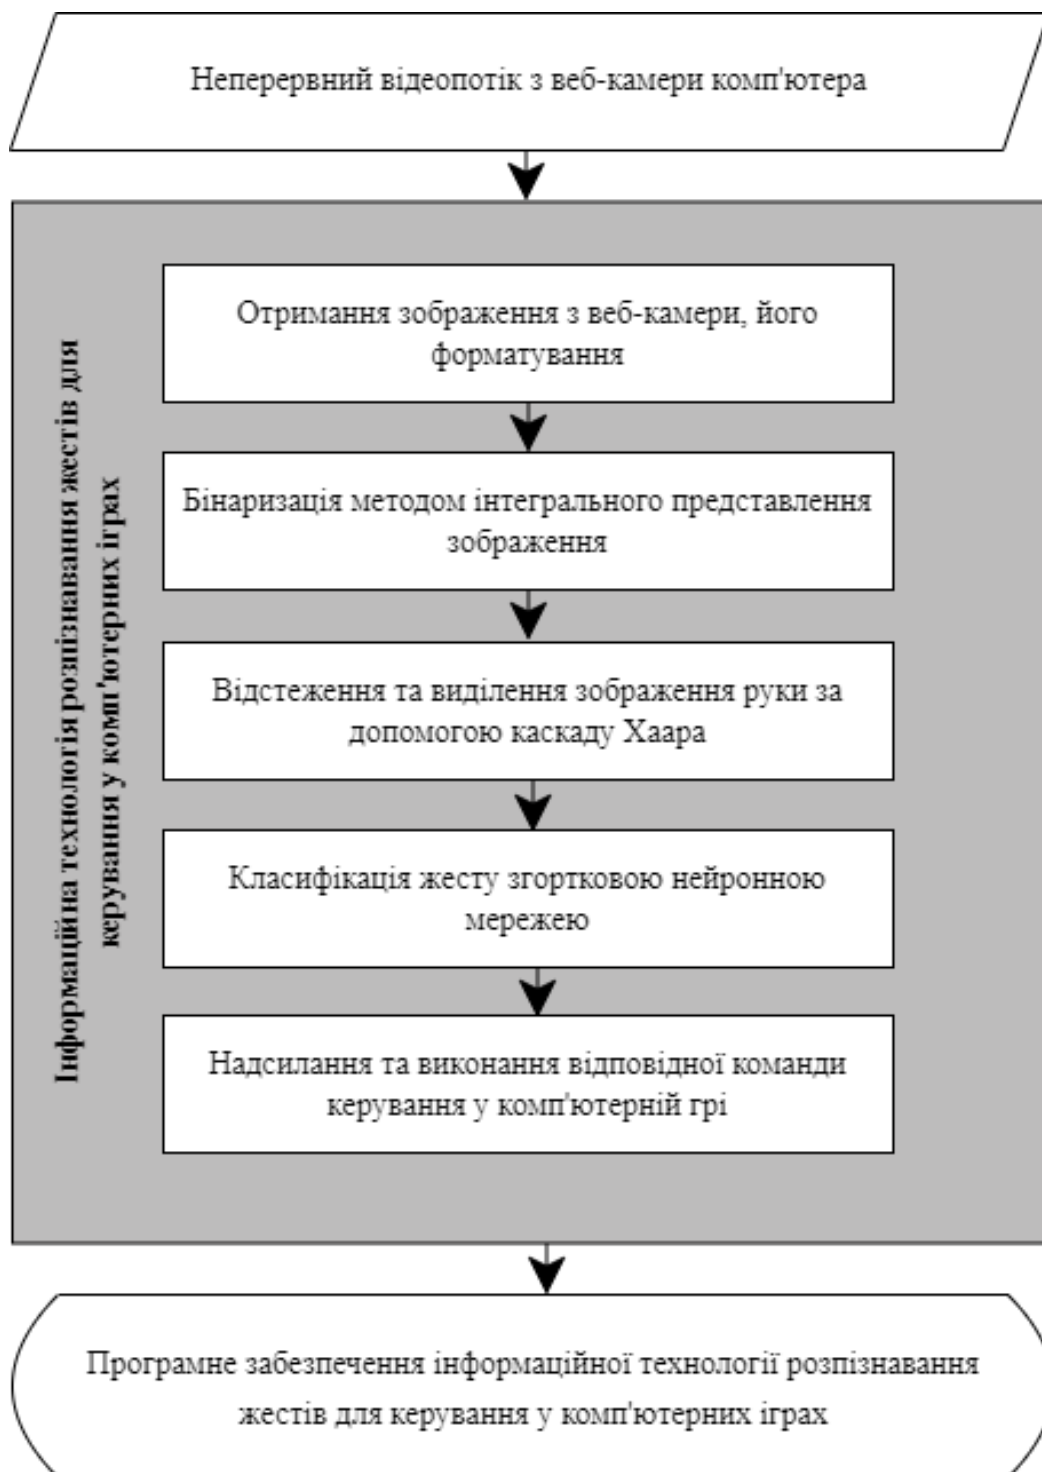 Неперервний відеопотік з веб-камери комп'ютера
Інформаційна технологія розпізнавання жестів для
керування у комп'ютерних іграх
Отримання зображення з веб-камери, його
форматування
Бінаризація методом інтегрального представлення
зображення
Відстеження та виділення зображення руки за
допомогою каскаду Хаара
Класифікація жесту згортковою нейронною
мережею
Надсилання та виконання відповідної команди
керування у комп'ютерній грі
Програмне забезпечення інформаційної технології розпізнавання
жестів для керування у комп'ютерних іграх